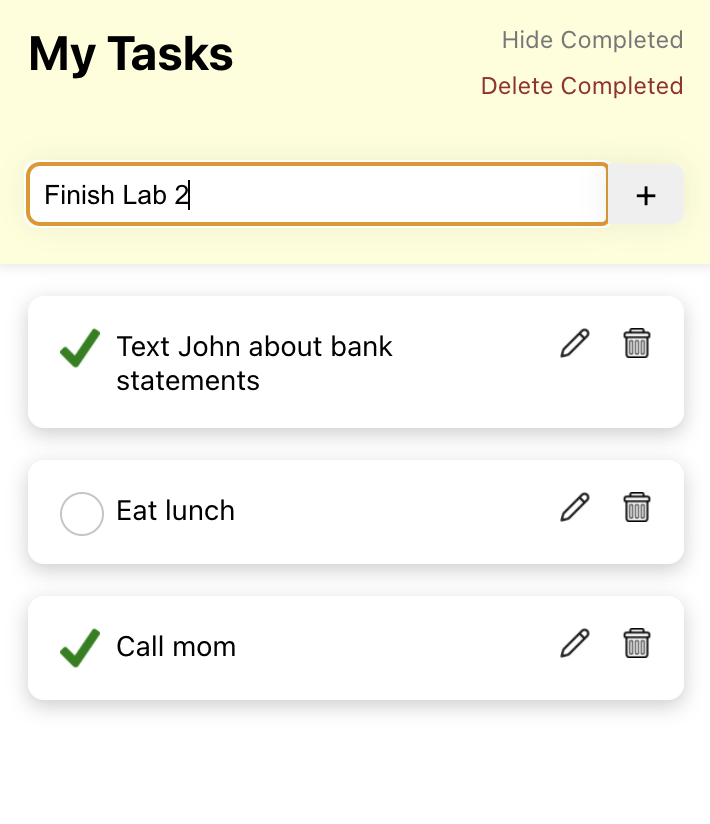 My Tasks
Hide Completed
Delete Completed
Finish Lab 2
+
Text John about bank
statements
Eat lunch
Call mom